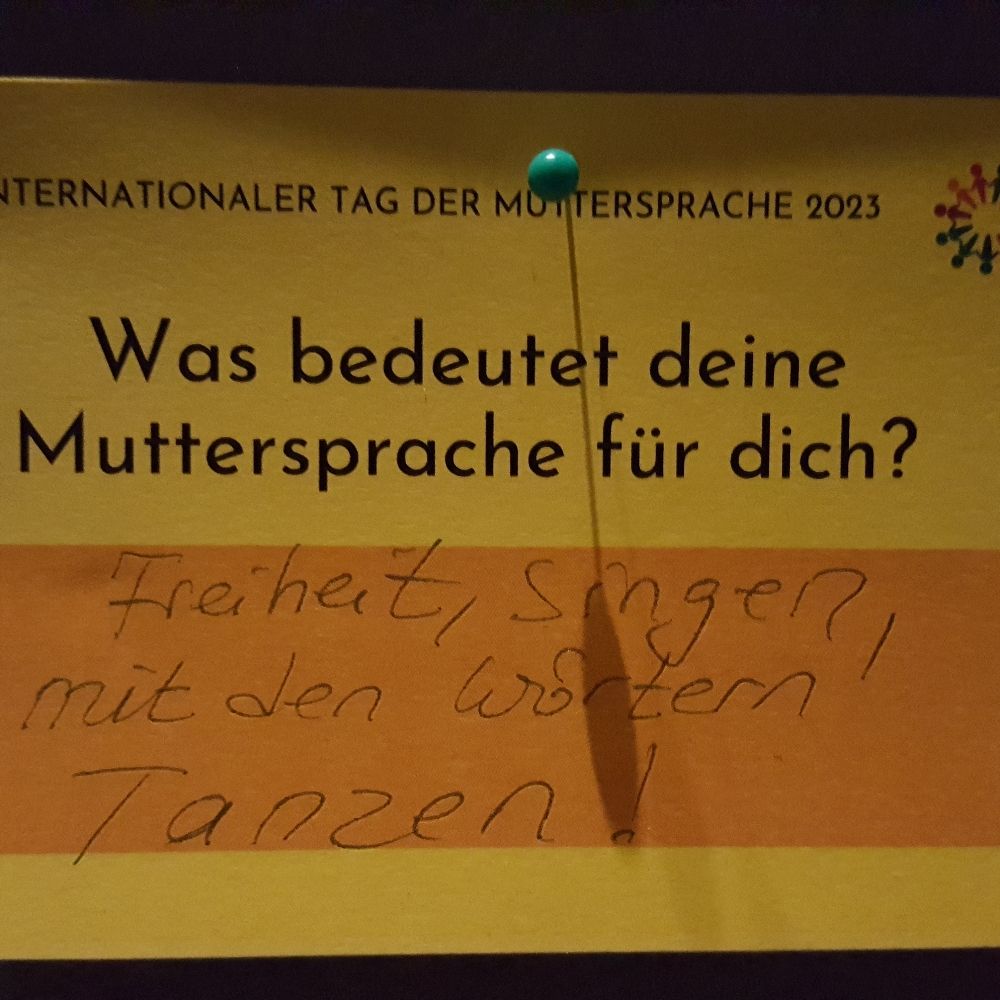 NTERNATIONALER TAG DER MUTTERSPRACHE 2023
Was bedeutet deine
Muttersprache für dich?
Freiheit, Singen,
mit den Wörtern
Tanzen!